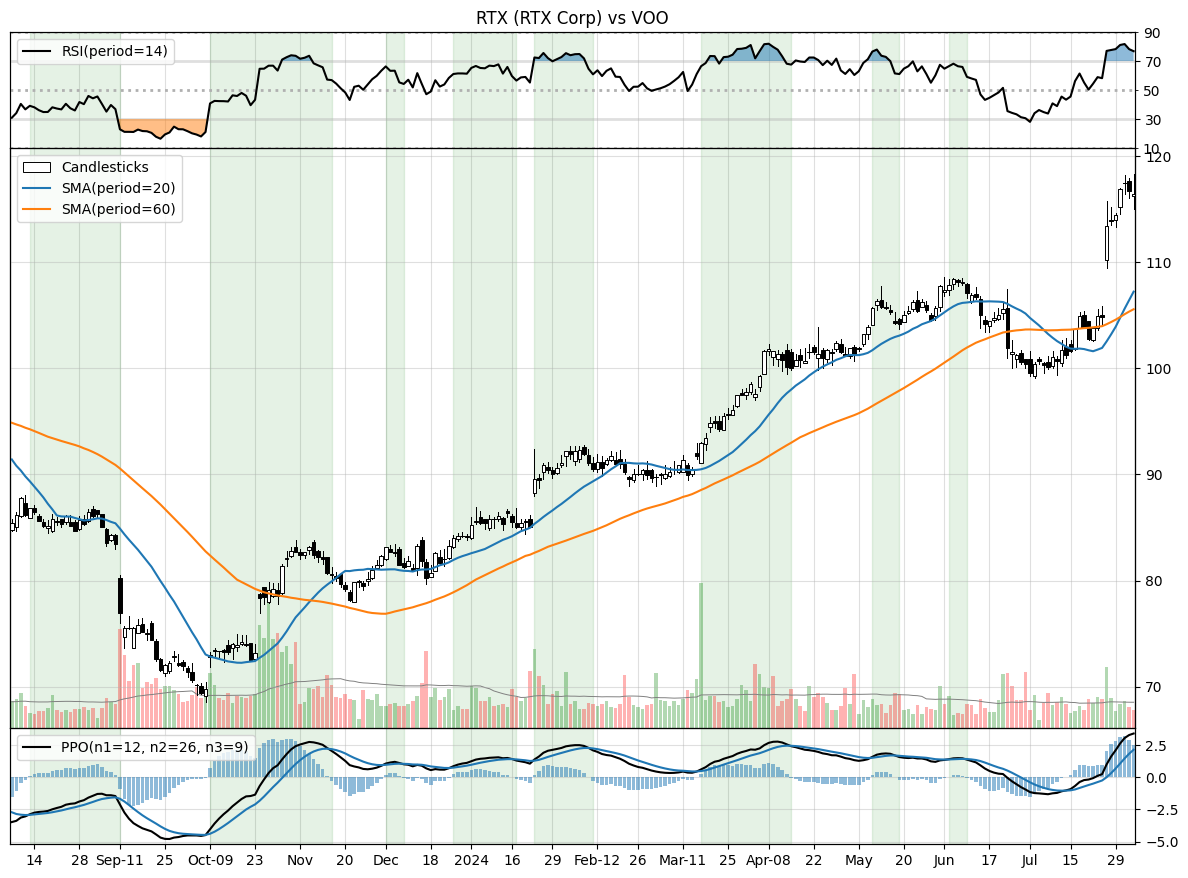 RTX (RTX Corp) vs VOO
RSI(period=14)
90
70
50
30
10
Candlesticks
SMA(period=20)
SMA(period=60)
120
110
100
90
80
70
PPO(n1=12, n2=26, n3=9)
2.5
0.0
−2.5
−5.0
14 28 Sep-11 25 Oct-09 23 Nov 20 Dec 18 2024 16 29 Feb-12 26 Mar-11 25 Apr-08 22 May 20 Jun 17 Jul 15 29